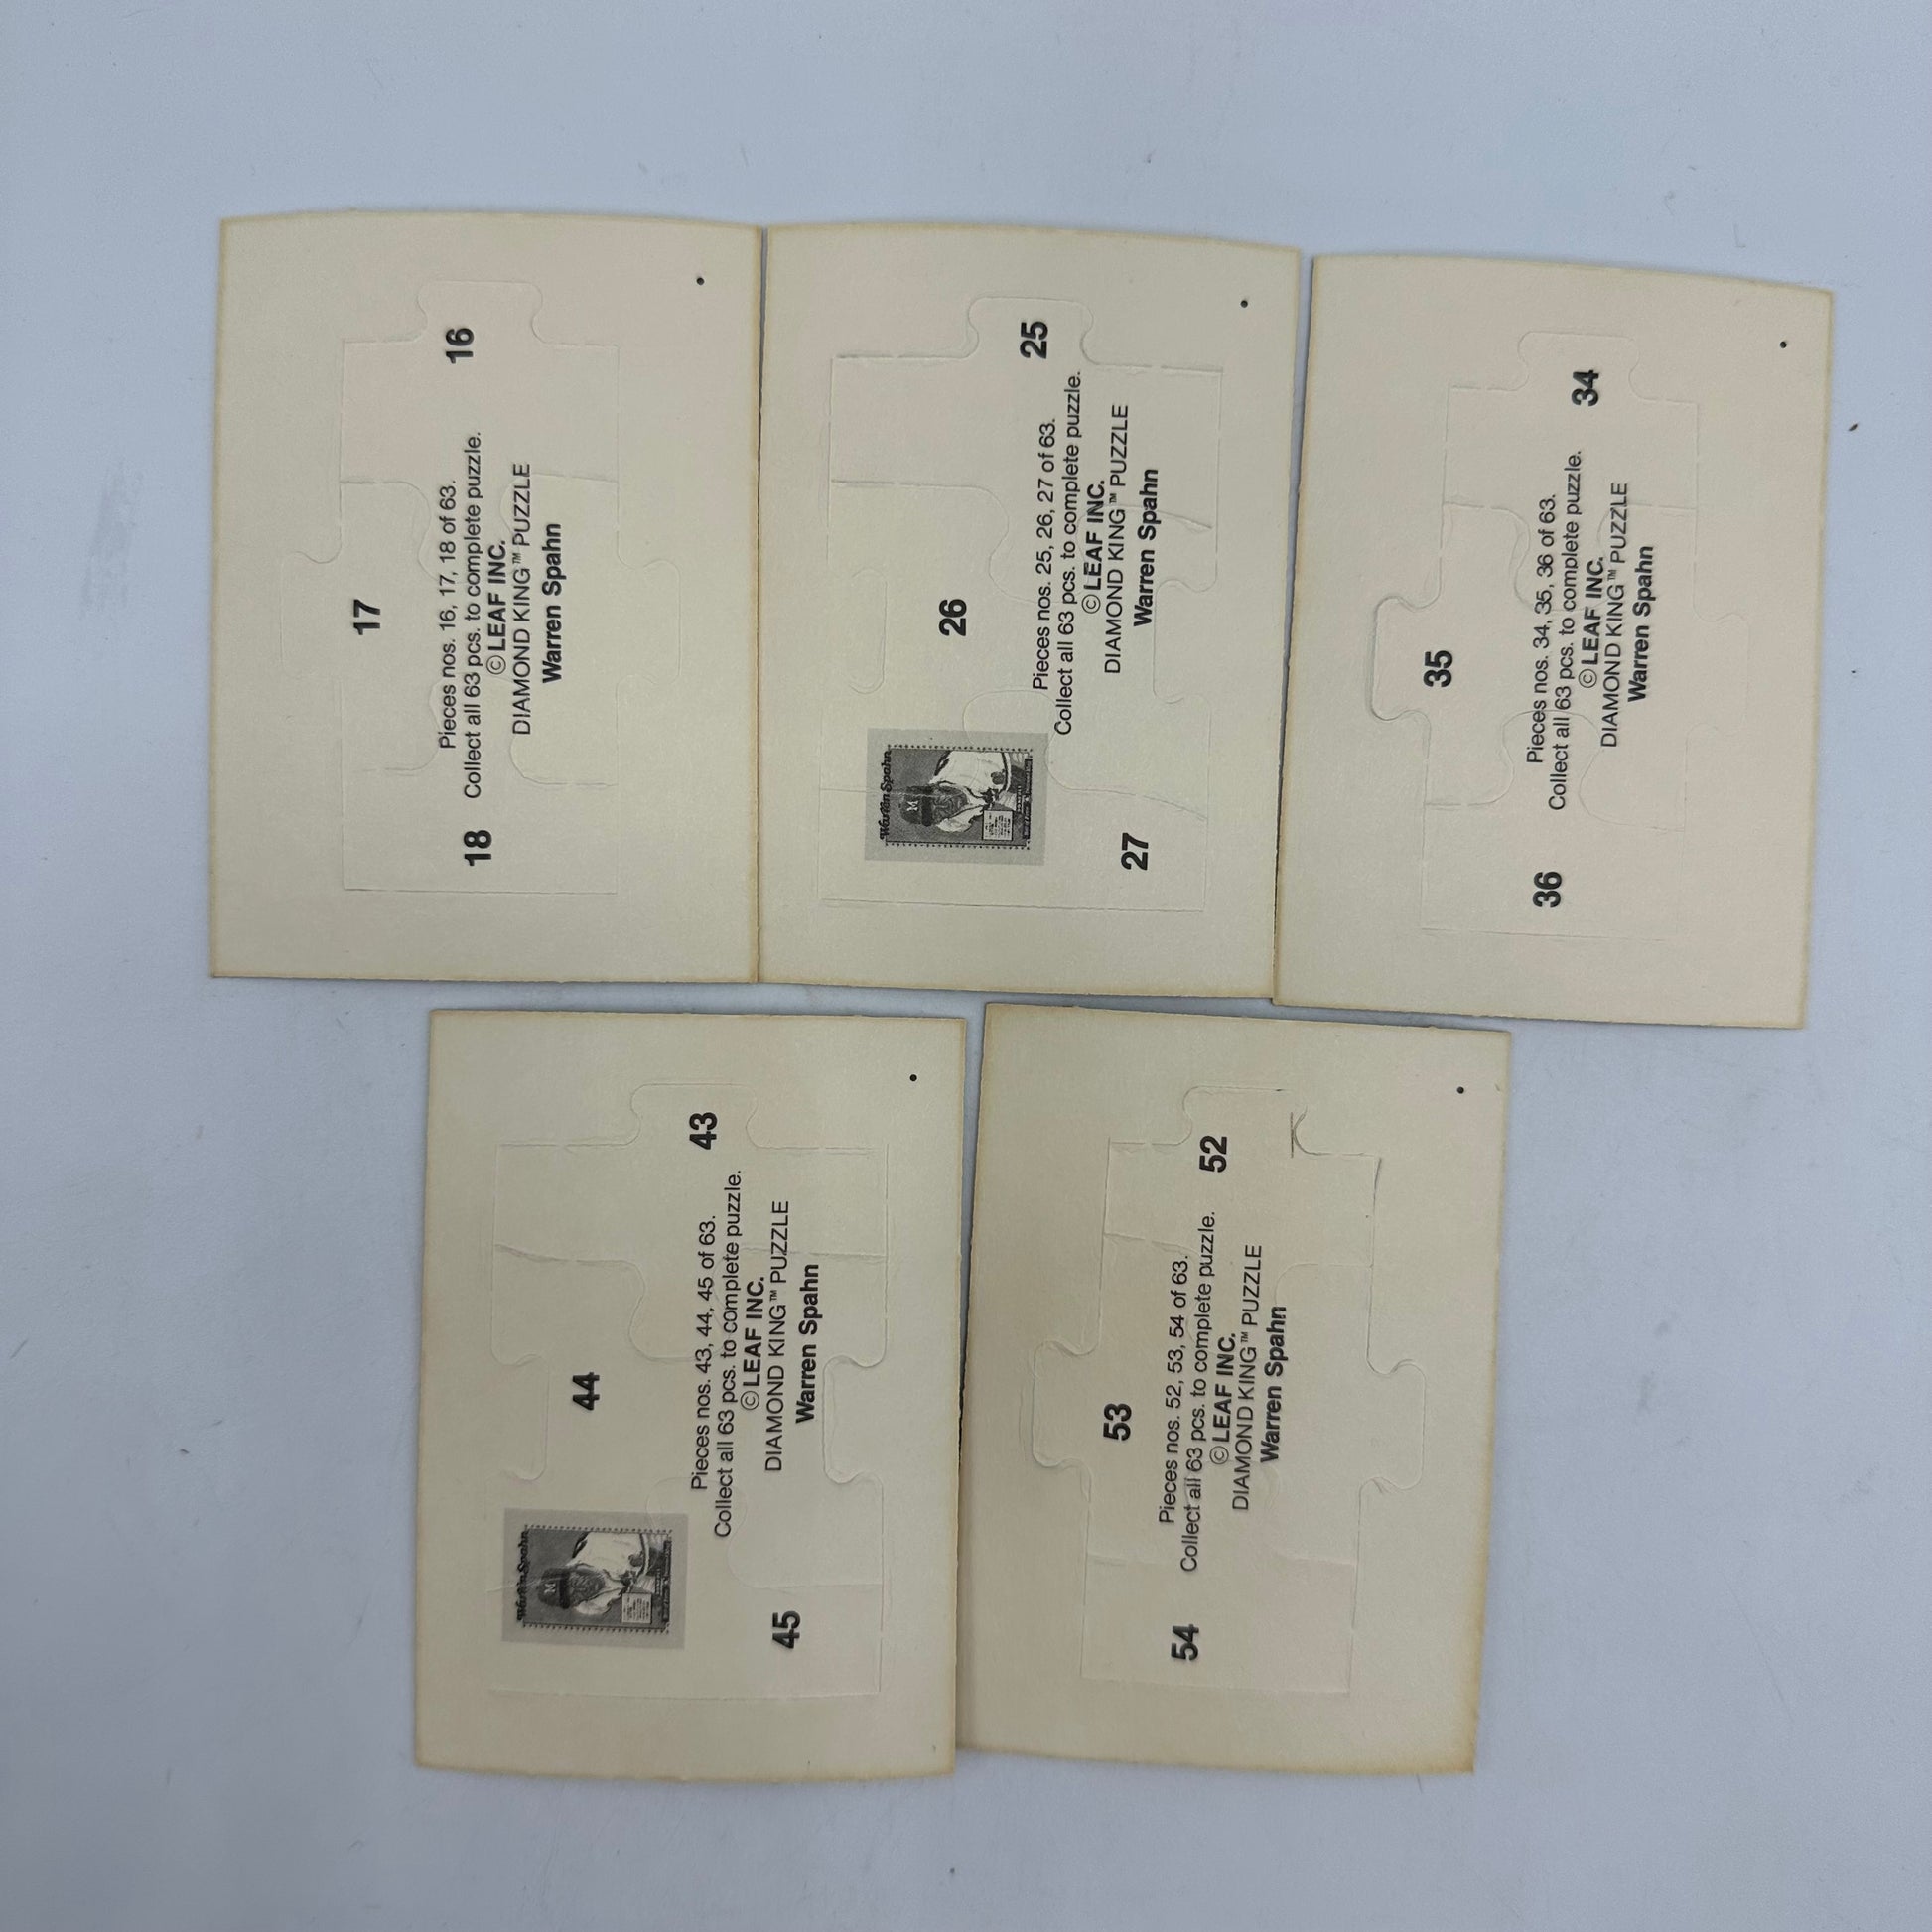 16
17
18
Pieces nos. 16, 17, 18 of 63.
Collect all 63 pcs. to complete puzzle.
©LEAF INC.
DIAMOND KING™ PUZZLE
Warren Spahn
25
26
27
Warren Spahn
M
Pieces nos. 25, 26, 27 of 63.
Collect all 63 pcs. to complete puzzle.
©LEAF INC.
DIAMOND KING™ PUZZLE
Warren Spahn
34
35
36
Pieces nos. 34, 35, 36 of 63.
Collect all 63 pcs. to complete puzzle.
©LEAF INC.
DIAMOND KING™ PUZZLE
Warren Spahn
43
44
45
Warren Spahn
M
Pieces nos. 43, 44, 45 of 63.
Collect all 63 pcs. to complete puzzle.
©LEAF INC.
DIAMOND KING™ PUZZLE
Warren Spahn
52
53
54
Pieces nos. 52, 53, 54 of 63.
Collect all 63 pcs. to complete puzzle.
©LEAF INC.
DIAMOND KING™ PUZZLE
Warren Spahn